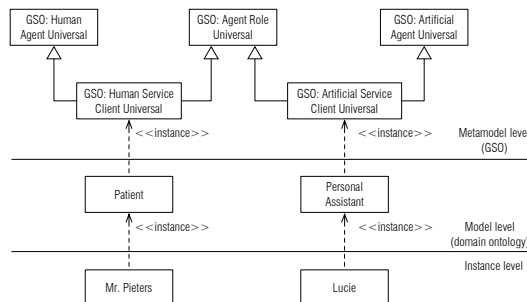 GSO: Human
Agent Universal
GSO: Agent Role
Universal
GSO: Artificial
Agent Universal
GSO: Human Service
Client Universal
GSO: Artificial Service
Client Universal
<<instance>>
<<instance>>
Metamodel level
(GSO)
Patient
Personal
Assistant
<<instance>>
<<instance>>
Model level
(domain ontology)
Instance level
Mr. Pieters
Lucie